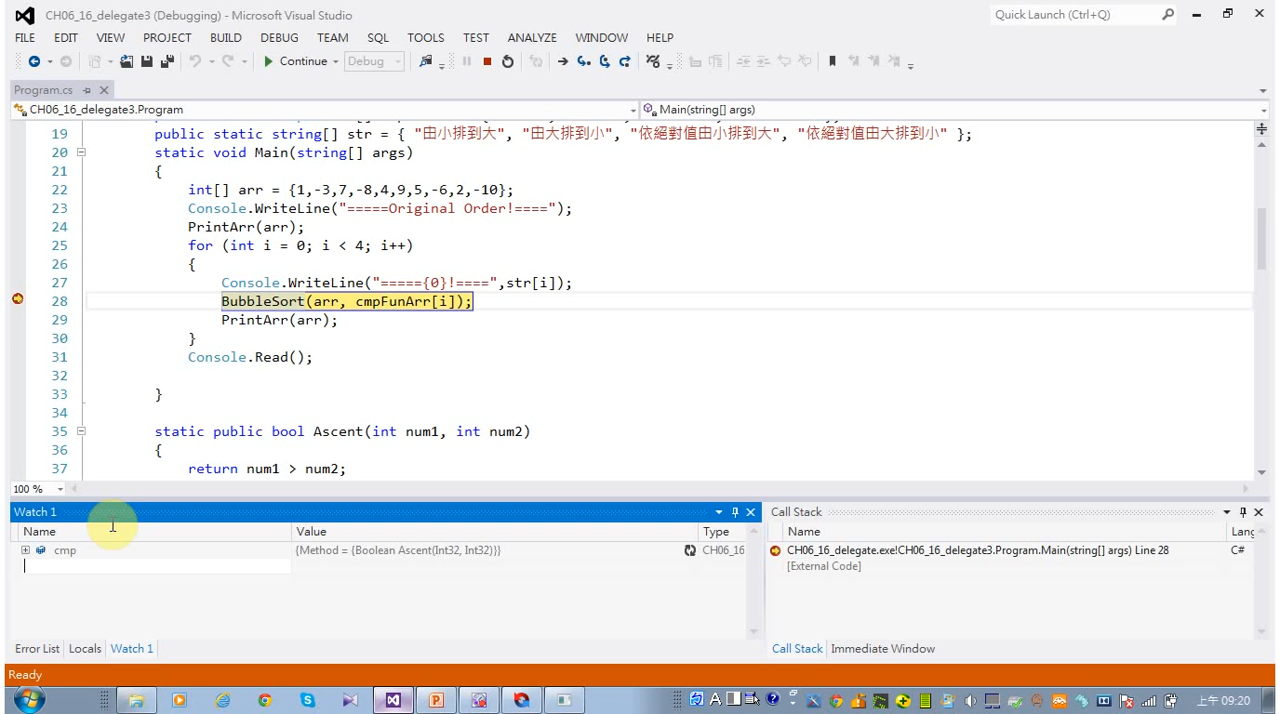 CH06_16_delegate3 (Debugging) - Microsoft Visual Studio
Quick Launch (Ctrl+Q)
FILE EDIT VIEW PROJECT BUILD DEBUG TEAM SQL TOOLS TEST ANALYZE WINDOW HELP
Continue Debug
Program.cs
CH06_16_delegate3.Program Main(string[] args)
19 public static string[] str = { "由小排到大", "由大排到小", "依絕對值由小排到大", "依絕對值由大排到小" };
20 static void Main(string[] args)
21 {
22 int[] arr = {1,-3,7,-8,4,9,5,-6,2,-10};
23 Console.WriteLine("=====Original Order!====");
24 PrintArr(arr);
25 for (int i = 0; i < 4; i++)
26 {
27 Console.WriteLine("====={0}!====",str[i]);
28 BubbleSort(arr, cmpFunArr[i]);
29 PrintArr(arr);
30 }
31 Console.Read();
32
33 }
34
35 static public bool Ascent(int num1, int num2)
36 {
37 return num1 > num2;
100 %
Watch 1
Name Value Type
cmp {Method = {Boolean Ascent(Int32, Int32)}} CH06_16
Call Stack
Name Lang
CH06_16_delegate.exe!CH06_16_delegate3.Program.Main(string[] args) Line 28 C#
[External Code]
Error List Locals Watch 1
Call Stack Immediate Window
Ready
上午 09:20